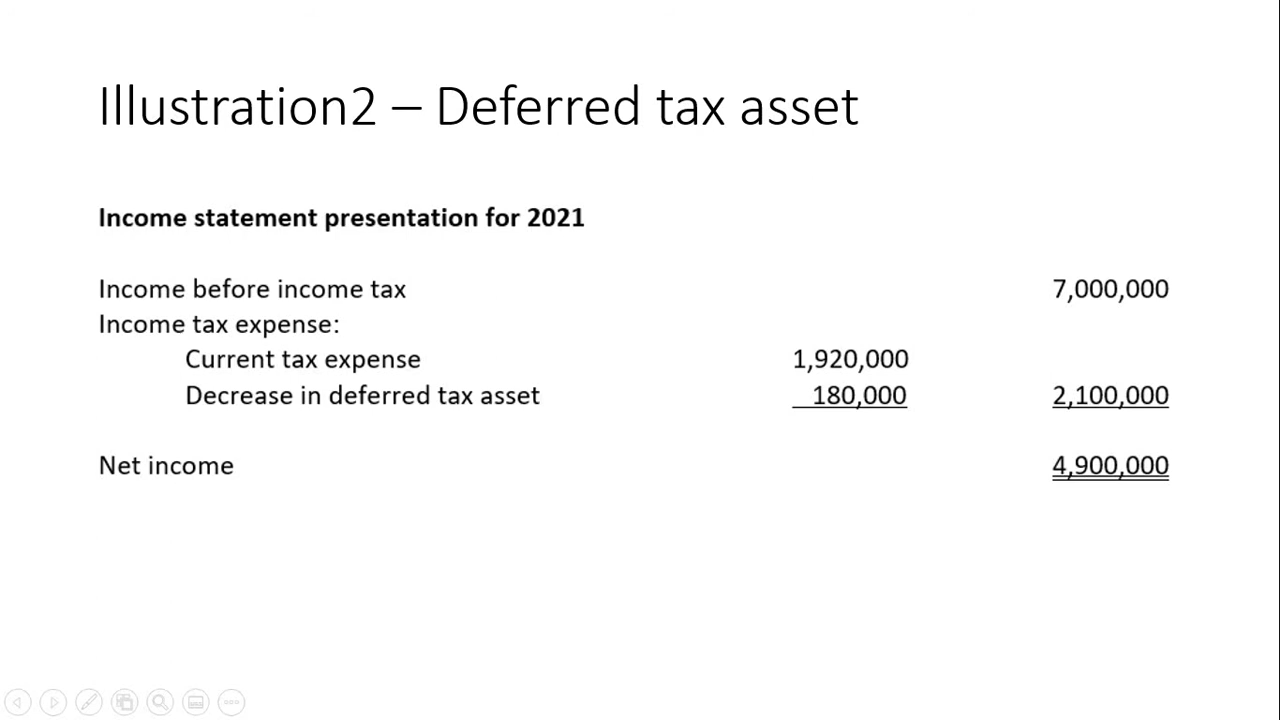 Illustration2 – Deferred tax asset
Income statement presentation for 2021
Income before income tax 7,000,000
Income tax expense:
Current tax expense 1,920,000
Decrease in deferred tax asset 180,000 2,100,000
Net income 4,900,000